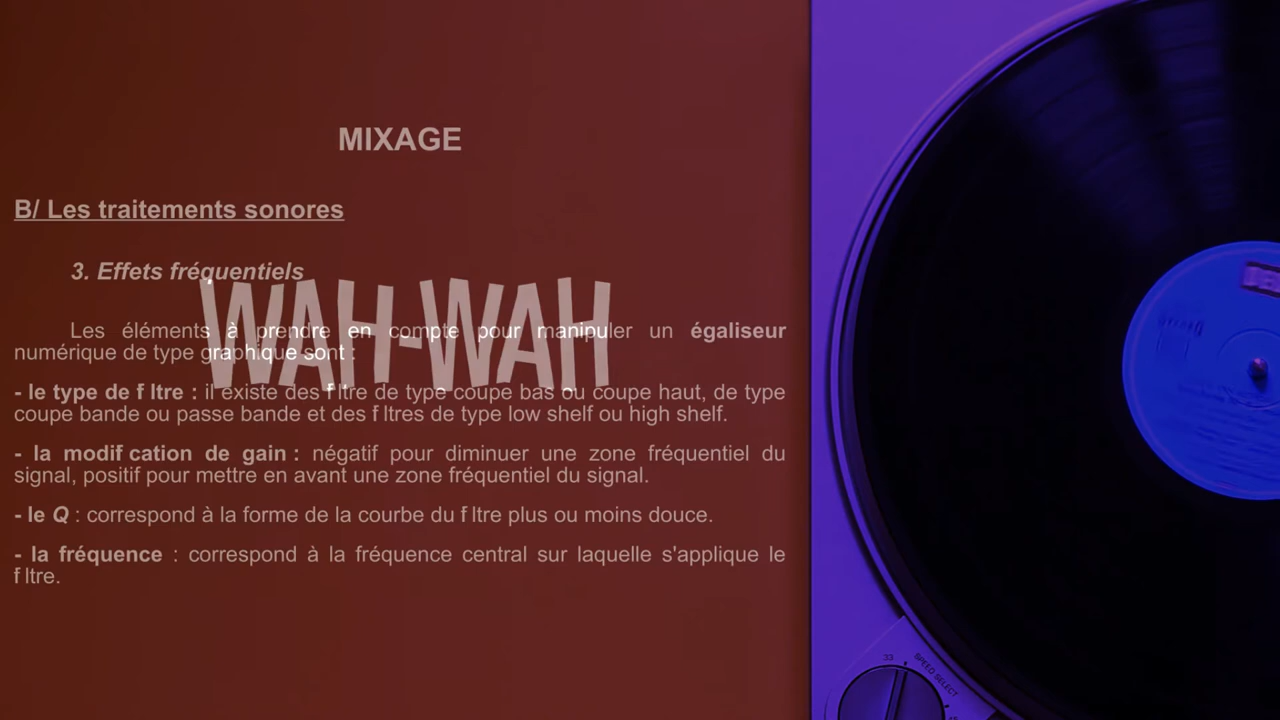 MIXAGE
B/ Les traitements sonores
3. Effets fréquentiels
WAH-WAH
Les éléments à prendre en compte pour manipuler un égaliseur
numérique de type graphique sont :
- le type de f ltre : il existe des f ltre de type coupe bas ou coupe haut, de type
coupe bande ou passe bande et des f ltres de type low shelf ou high shelf.
- la modif cation de gain : négatif pour diminuer une zone fréquentiel du
signal, positif pour mettre en avant une zone fréquentiel du signal.
- le Q : correspond à la forme de la courbe du f ltre plus ou moins douce.
- la fréquence : correspond à la fréquence central sur laquelle s'applique le
f ltre.
33
SPEED SELECT